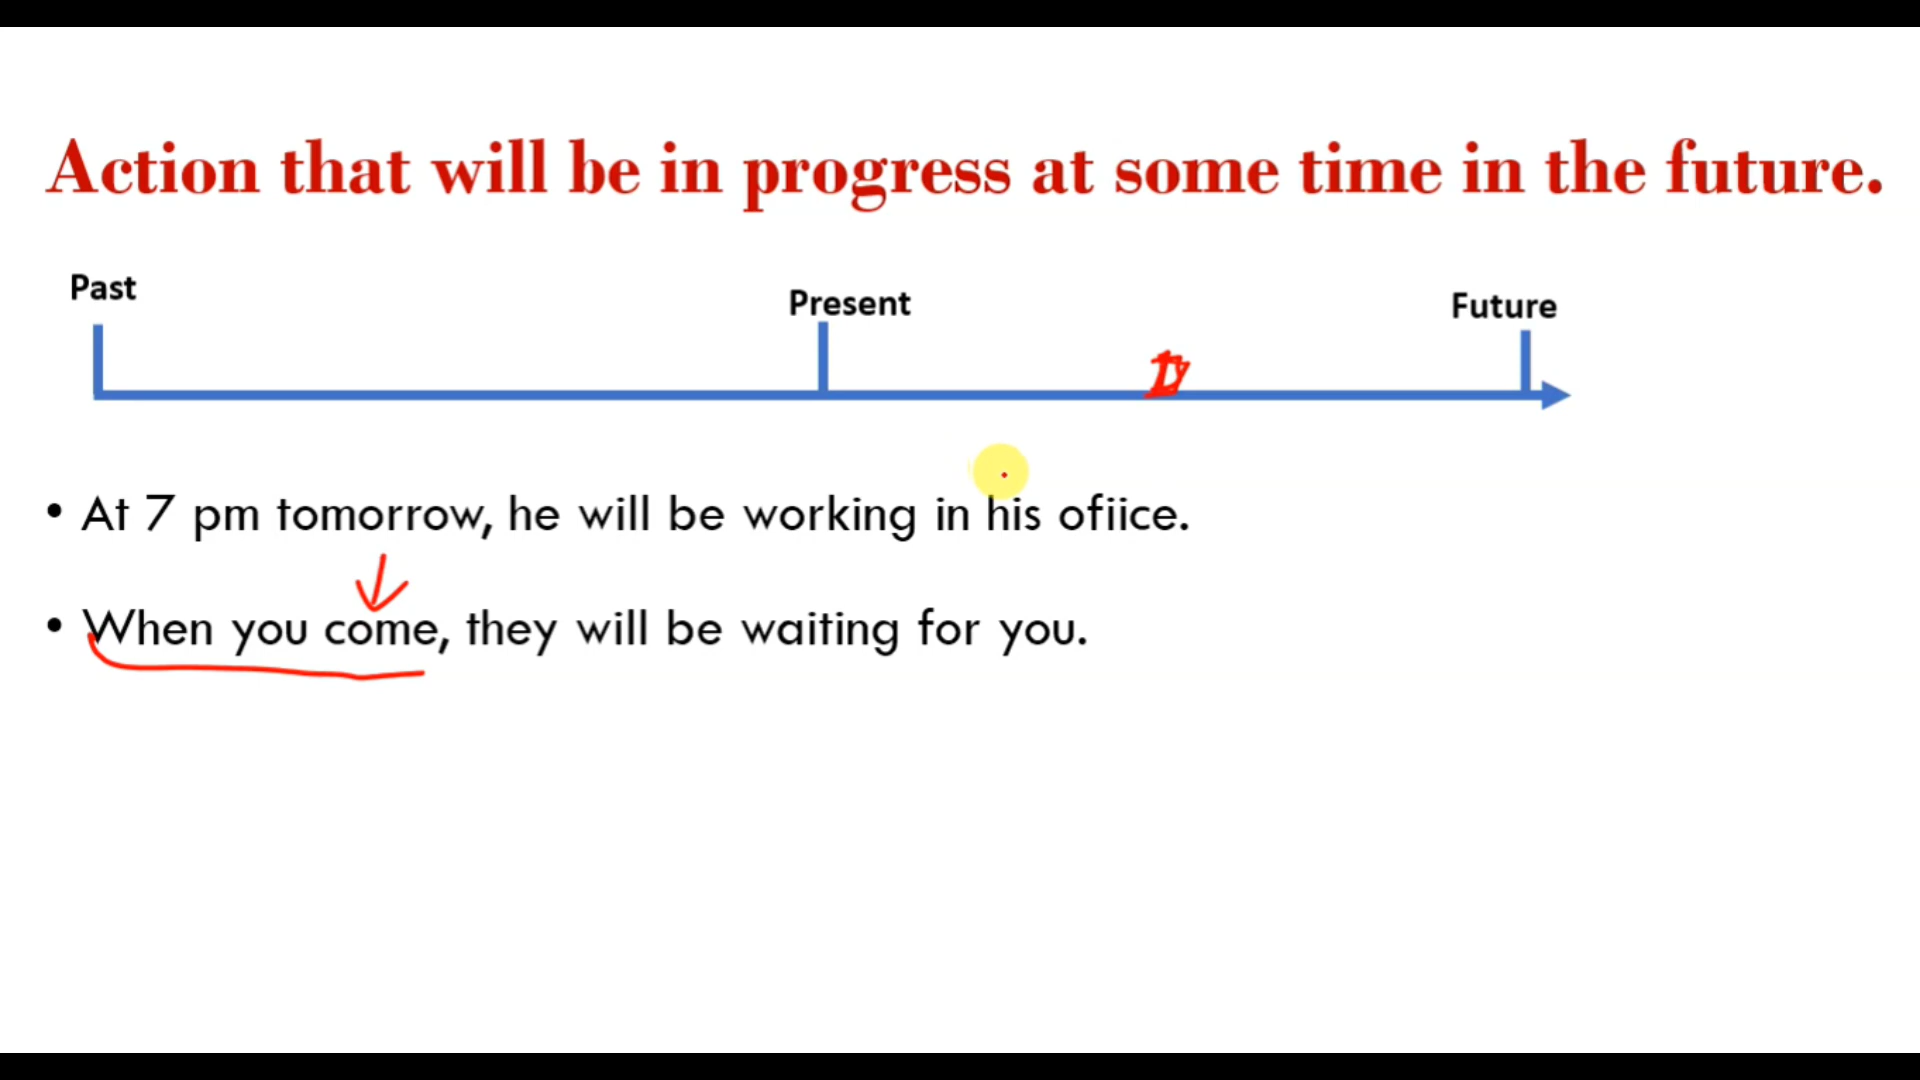 Action that will be in progress at some time in the future.
Past
Present
Future
• At 7 pm tomorrow, he will be working in his ofiice.
• When you come, they will be waiting for you.